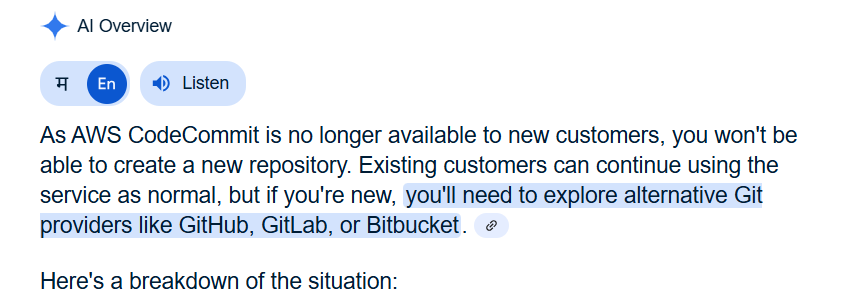 AI Overview
म En Listen
As AWS CodeCommit is no longer available to new customers, you won't be
able to create a new repository. Existing customers can continue using the
service as normal, but if you're new, you'll need to explore alternative Git
providers like GitHub, GitLab, or Bitbucket.
Here's a breakdown of the situation: